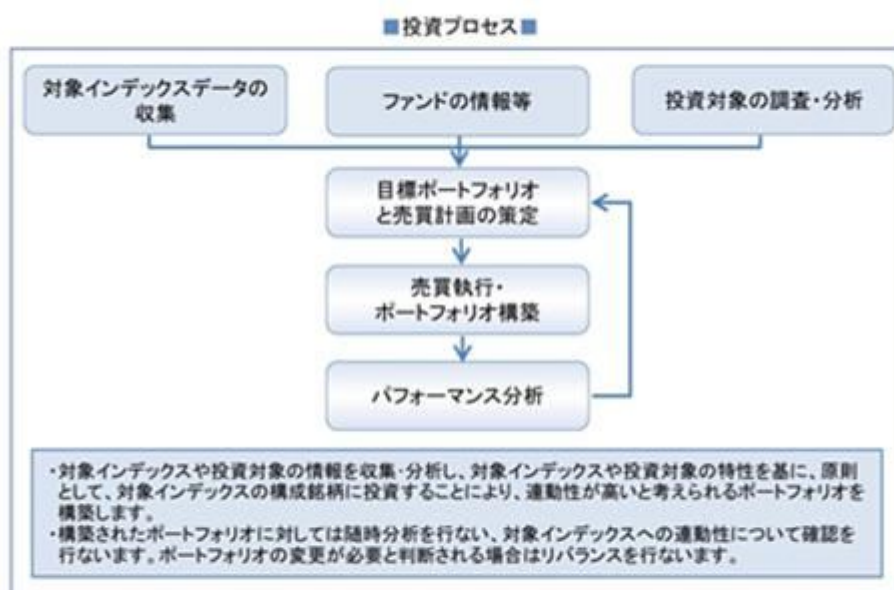 ■投資プロセス■
対象インデックスデータの
収集
ファンドの情報等
投資対象の調査・分析
目標ポートフォリオ
と売買計画の策定
売買執行・
ポートフォリオ構築
パフォーマンス分析
・対象インデックスや投資対象の情報を収集・分析し、対象インデックスや投資対象の特性を基に、原則
として、対象インデックスの構成銘柄に投資することにより、連動性が高いと考えられるポートフォリオを
構築します。
・構築されたポートフォリオに対しては随時分析を行ない、対象インデックスへの連動性について確認を
行ないます。ポートフォリオの変更が必要と判断される場合はリバランスを行ないます。